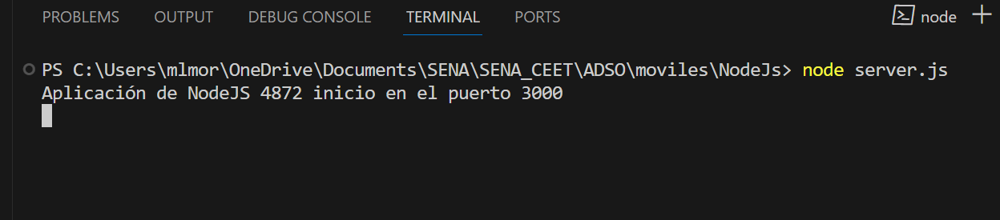 PROBLEMS OUTPUT DEBUG CONSOLE TERMINAL PORTS node
PS C:\Users\mlmor\OneDrive\Documents\SENA\SENA_CEET\ADSO\moviles\NodeJs> node server.js
Aplicación de NodeJS 4872 inicio en el puerto 3000